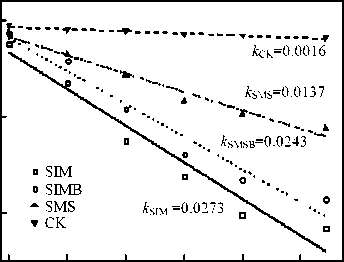 k_CK=0.0016
k_SMS=0.0137
k_SMSB=0.0243
SIM
SIMB
SMS
CK
k_SIM =0.0273